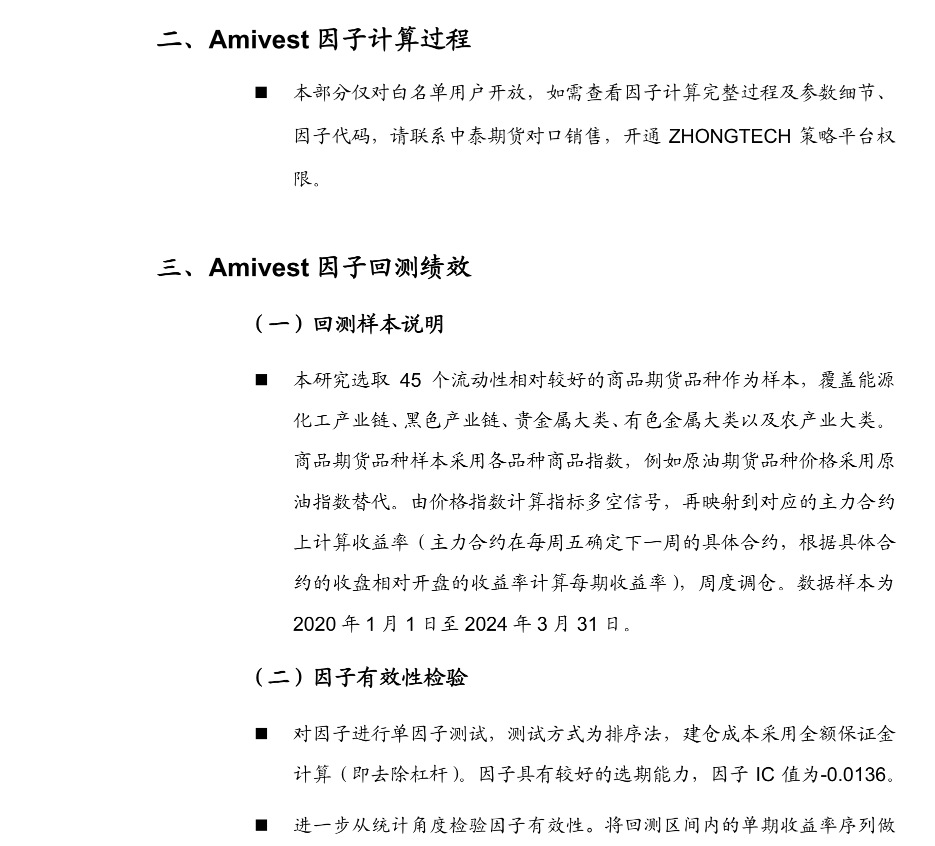 二、Amivest 因子计算过程
■ 本部分仅对白名单用户开放，如需查看因子计算完整过程及参数细节、
因子代码，请联系中泰期货对口销售，开通 ZHONGTECH 策略平台权
限。
三、Amivest 因子回测绩效
（一）回测样本说明
■ 本研究选取 45 个流动性相对较好的商品期货品种作为样本，覆盖能源
化工产业链、黑色产业链、贵金属大类、有色金属大类以及农产业大类。
商品期货品种样本采用各品种商品指数，例如原油期货品种价格采用原
油指数替代。由价格指数计算指标多空信号，再映射到对应的主力合约
上计算收益率（主力合约在每周五确定下一周的具体合约，根据具体合
约的收盘相对开盘的收益率计算每期收益率），周度调仓。数据样本为
2020 年 1 月 1 日至 2024 年 3 月 31 日。
（二）因子有效性检验
■ 对因子进行单因子测试，测试方式为排序法，建仓成本采用全额保证金
计算（即去除杠杆）。因子具有较好的选期能力，因子 IC 值为-0.0136。
■ 进一步从统计角度检验因子有效性。将回测区间内的单期收益率序列做